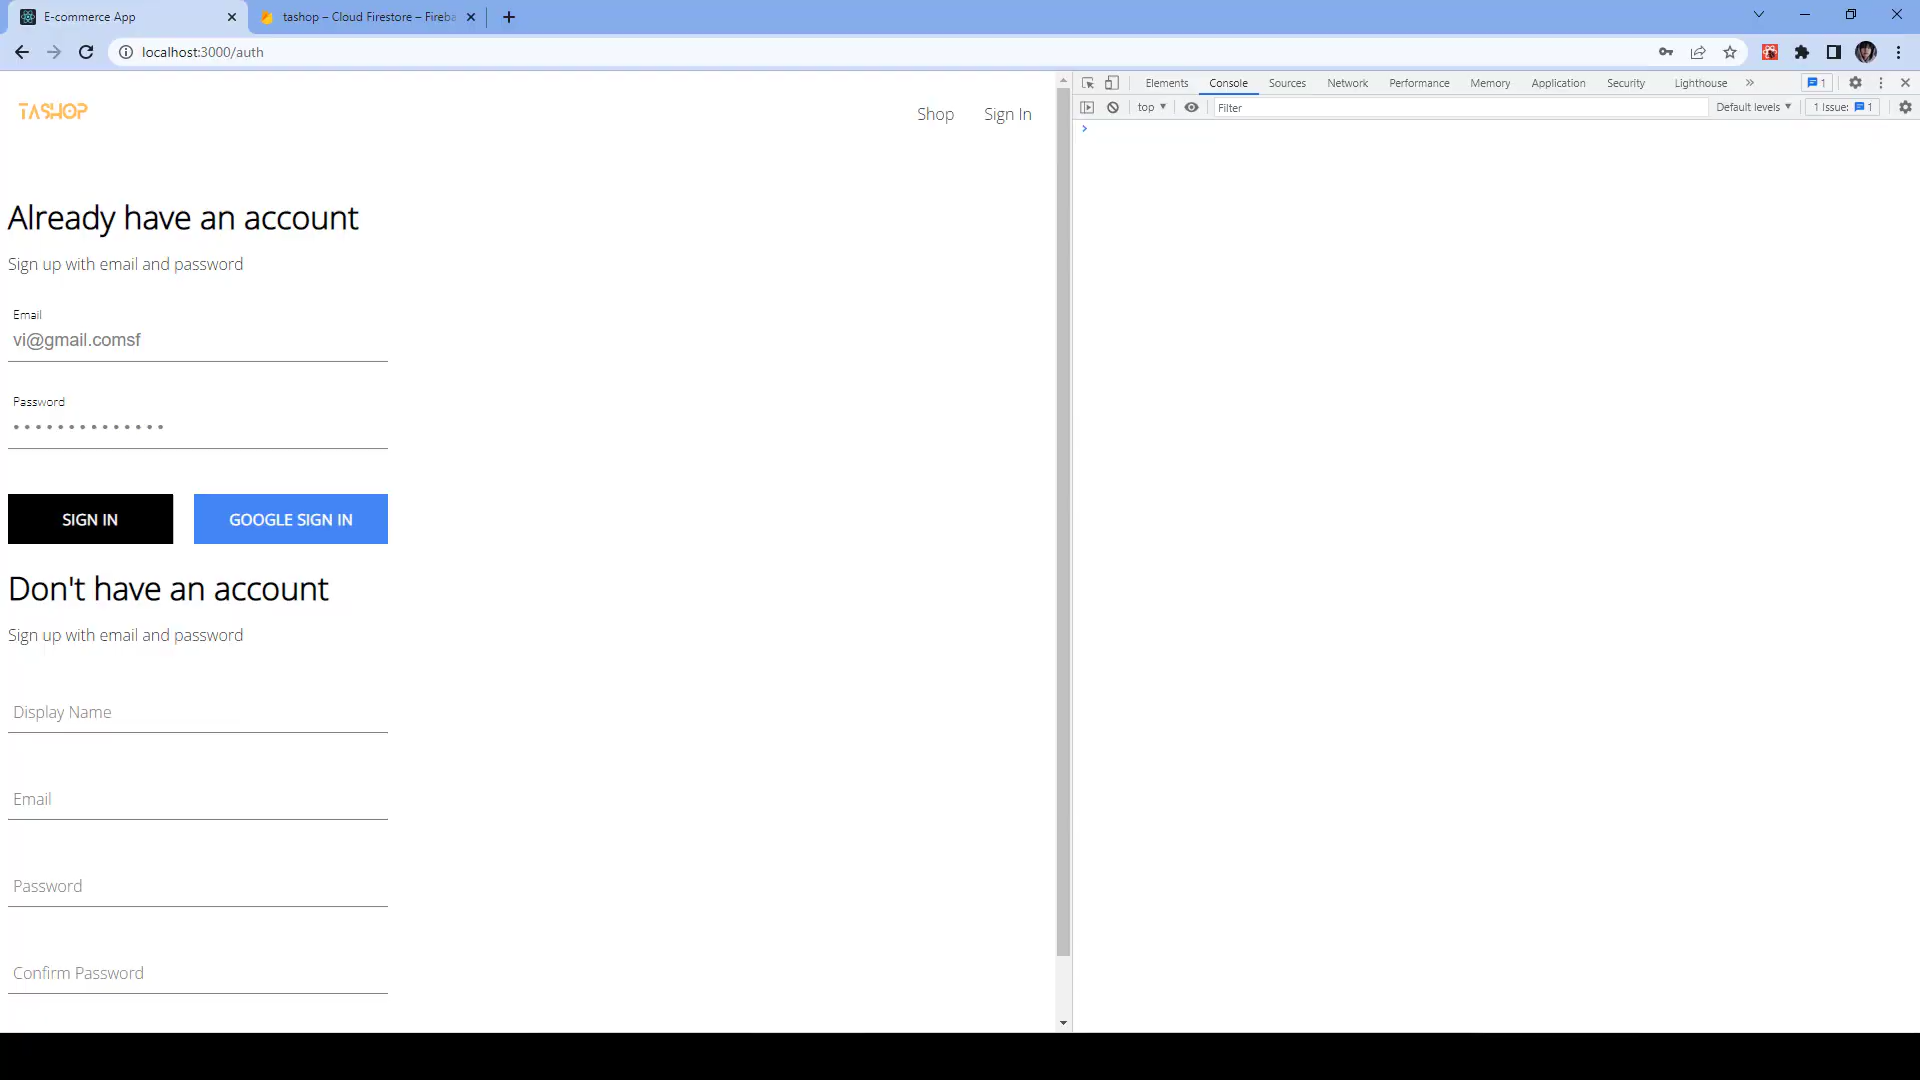 E-commerce App
tashop – Cloud Firestore – Fireba
localhost:3000/auth
TASHOP
Shop
Sign In
Already have an account
Sign up with email and password
Email
vi@gmail.comsf
Password
SIGN IN
GOOGLE SIGN IN
Don't have an account
Sign up with email and password
Display Name
Email
Password
Confirm Password
Elements
Console
Sources
Network
Performance
Memory
Application
Security
Lighthouse
1
top
Filter
Default levels
1 Issue:
1